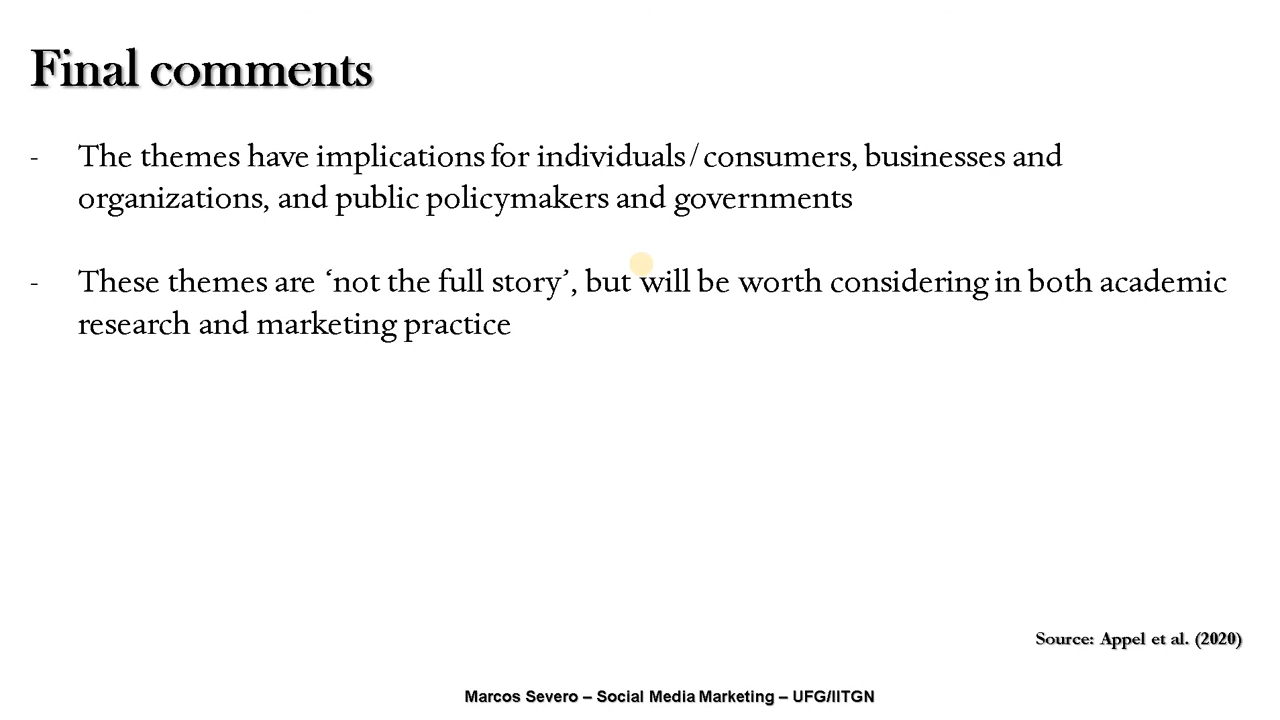 Final comments
- The themes have implications for individuals/consumers, businesses and
organizations, and public policymakers and governments
- These themes are ‘not the full story’, but will be worth considering in both academic
research and marketing practice
Source: Appel et al. (2020)
Marcos Severo – Social Media Marketing – UFG/IITGN